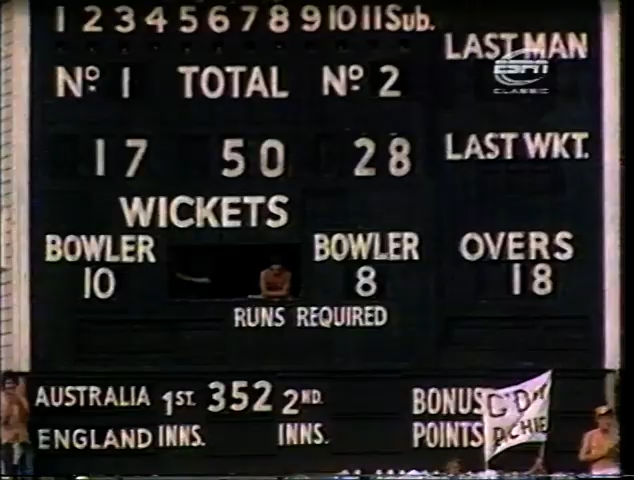 1 2 3 4 5 6 7 8 9 10 11 Sub.
LAST MAN
ESPN
CLASSIC
Nº 1 TOTAL Nº 2
17 50 28
LAST WKT.
WICKETS
BOWLER BOWLER OVERS
10 8 18
RUNS REQUIRED
AUSTRALIA 1ST. 352 2ND. BONUS
ENGLAND INNS. INNS. POINTS
G'D
ACHIE